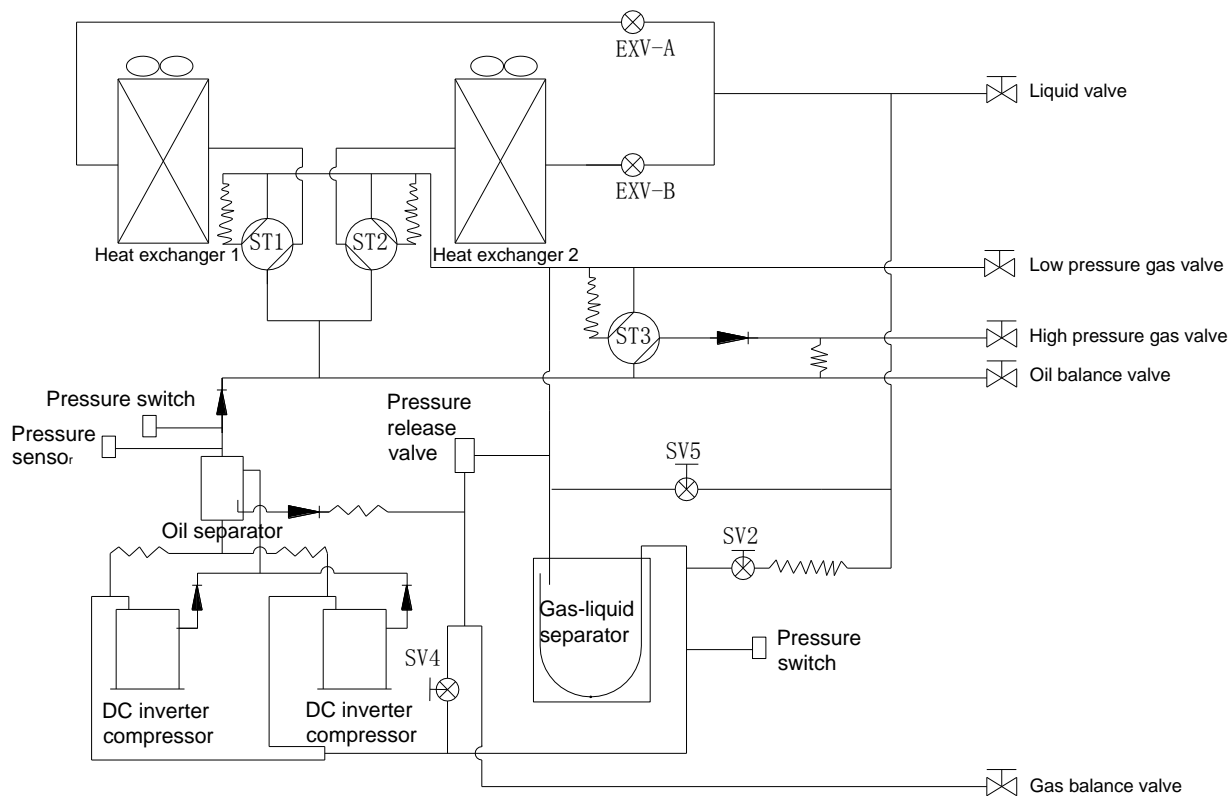 EXV-A
Liquid valve
EXV-B
ST1
ST2
Heat exchanger 1
Heat exchanger 2
Low pressure gas valve
ST3
High pressure gas valve
Oil balance valve
Pressure switch
Pressure
sensor
Pressure
release
valve
SV5
Oil separator
SV2
Gas-liquid
separator
Pressure
switch
SV4
DC inverter
compressor
DC inverter
compressor
Gas balance valve